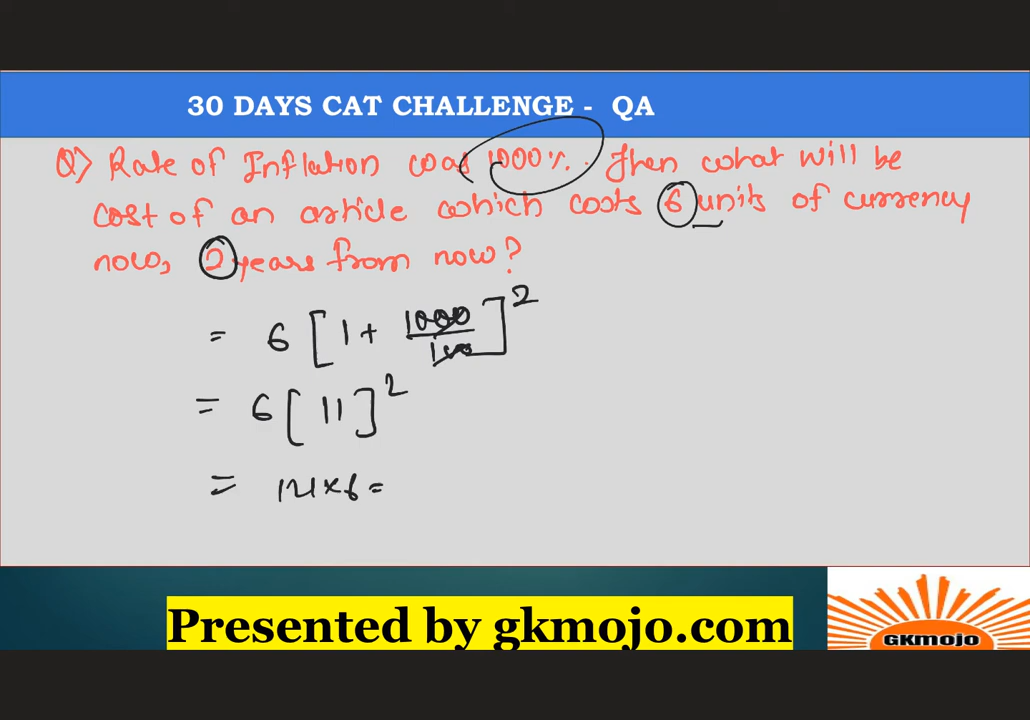 30 DAYS CAT CHALLENGE - QA
Q) Rate of Inflation was 1000%. Then what will be
cost of an article which costs 6 units of currency
now, 2 years from now?
= 6 [ 1 + 1000/100 ]²
= 6 [ 11 ]²
= 121 × 6 =
Presented by gkmojo.com
GKmojo